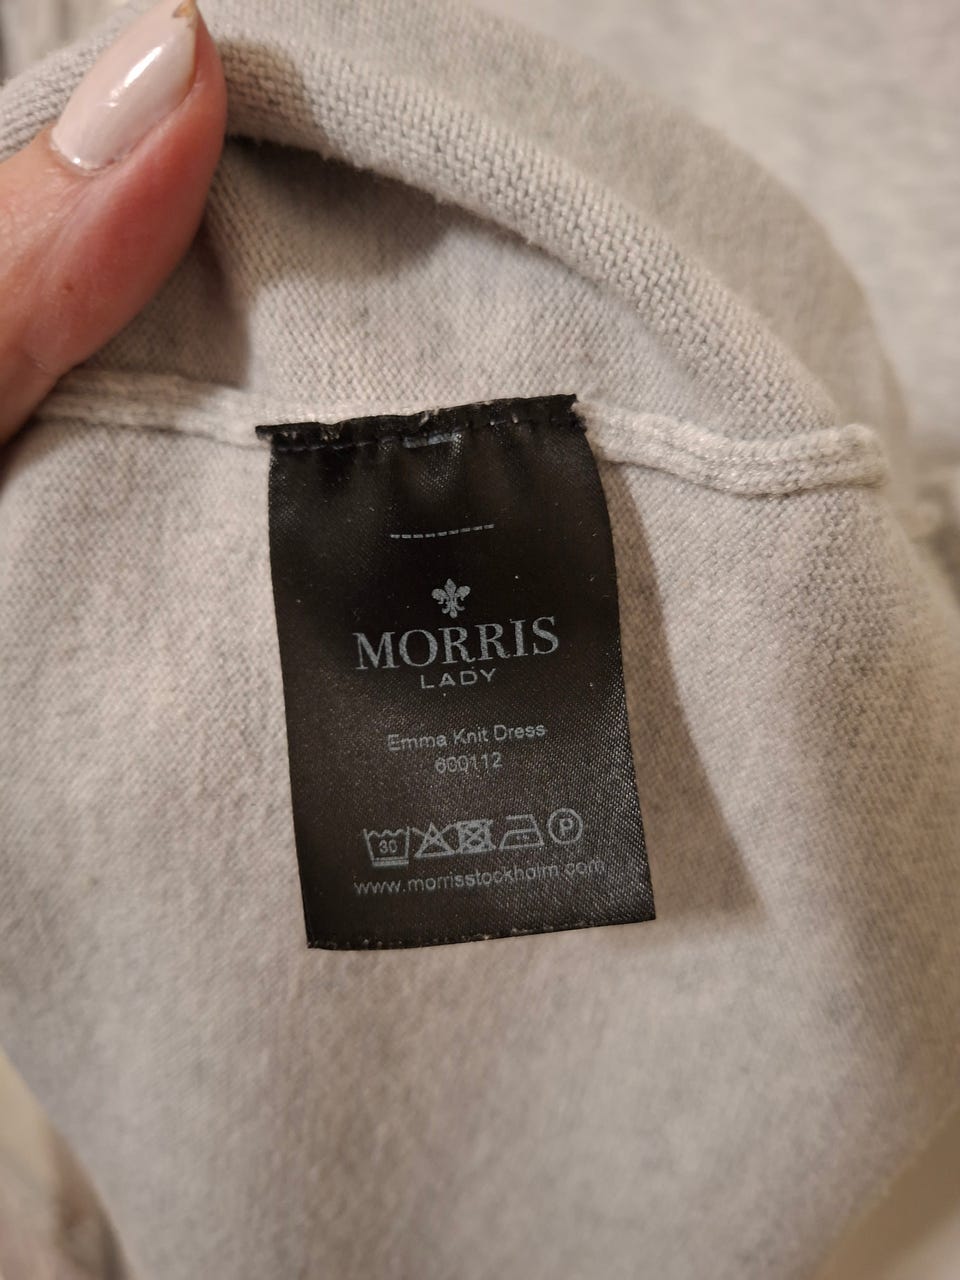 MORRIS
LADY
Emma Knit Dress
600112
30
P
www.morrisstockholm.com